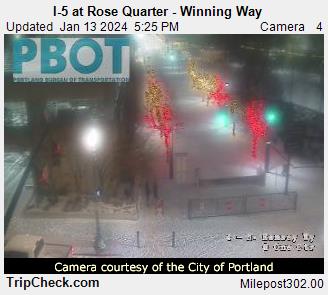 I-5 at Rose Quarter - Winning Way
Updated Jan 13 2024 5:25 PM Camera 4
PBOT
PORTLAND BUREAU OF TRANSPORTATION
Camera courtesy of the City of Portland
TripCheck.com Milepost302.00